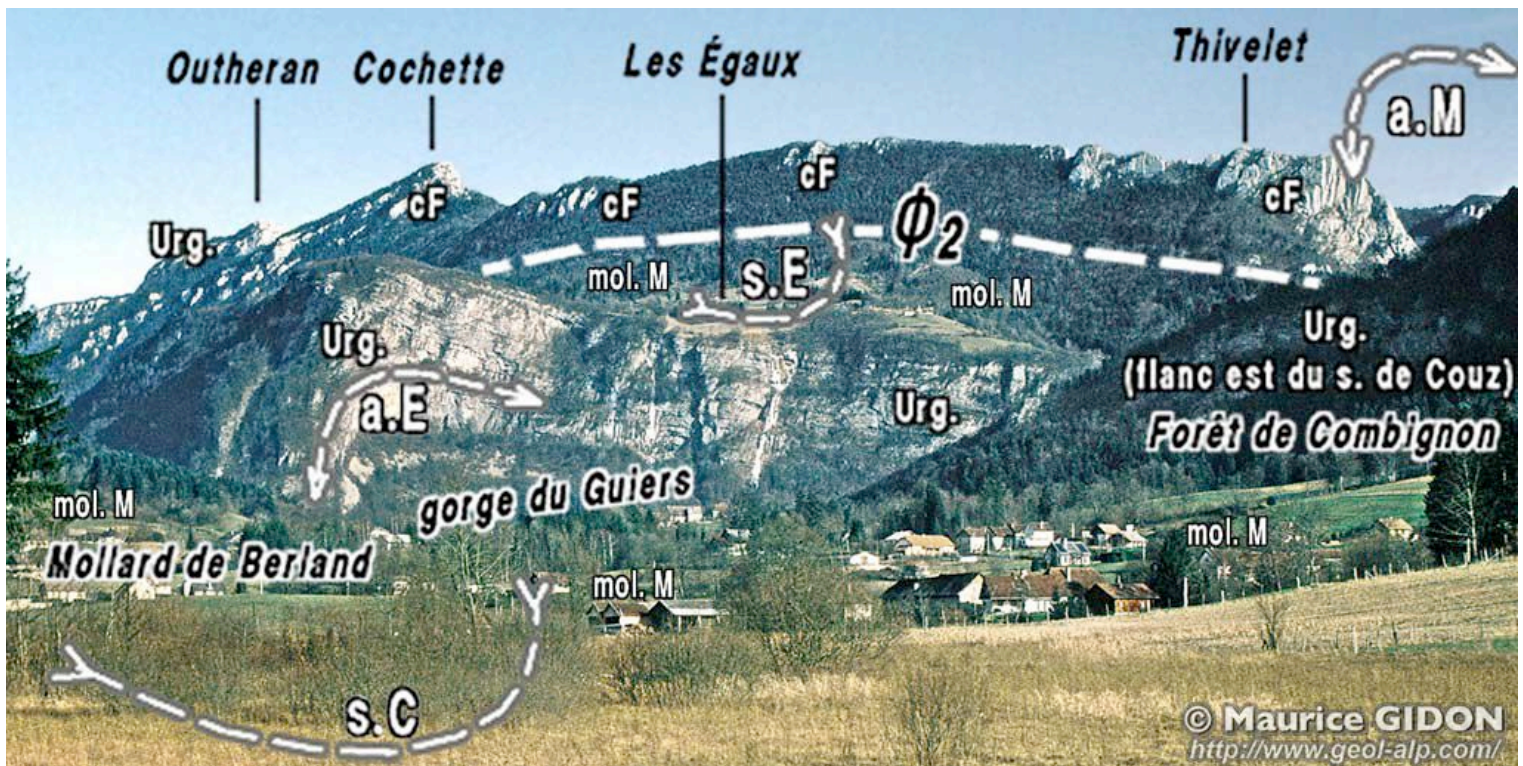 Outheran
Cochette
Les Égaux
Thivelet
a.M
cF
cF
cF
cF
Urg.
ϕ2
mol. M
s.E
mol. M
Urg.
Urg.
(flanc est du s. de Couz)
a.E
Urg.
Forêt de Combignon
gorge du Guiers
mol. M
mol. M
Mollard de Berland
mol. M
s.C
© Maurice GIDON
http://www.geol-alp.com/